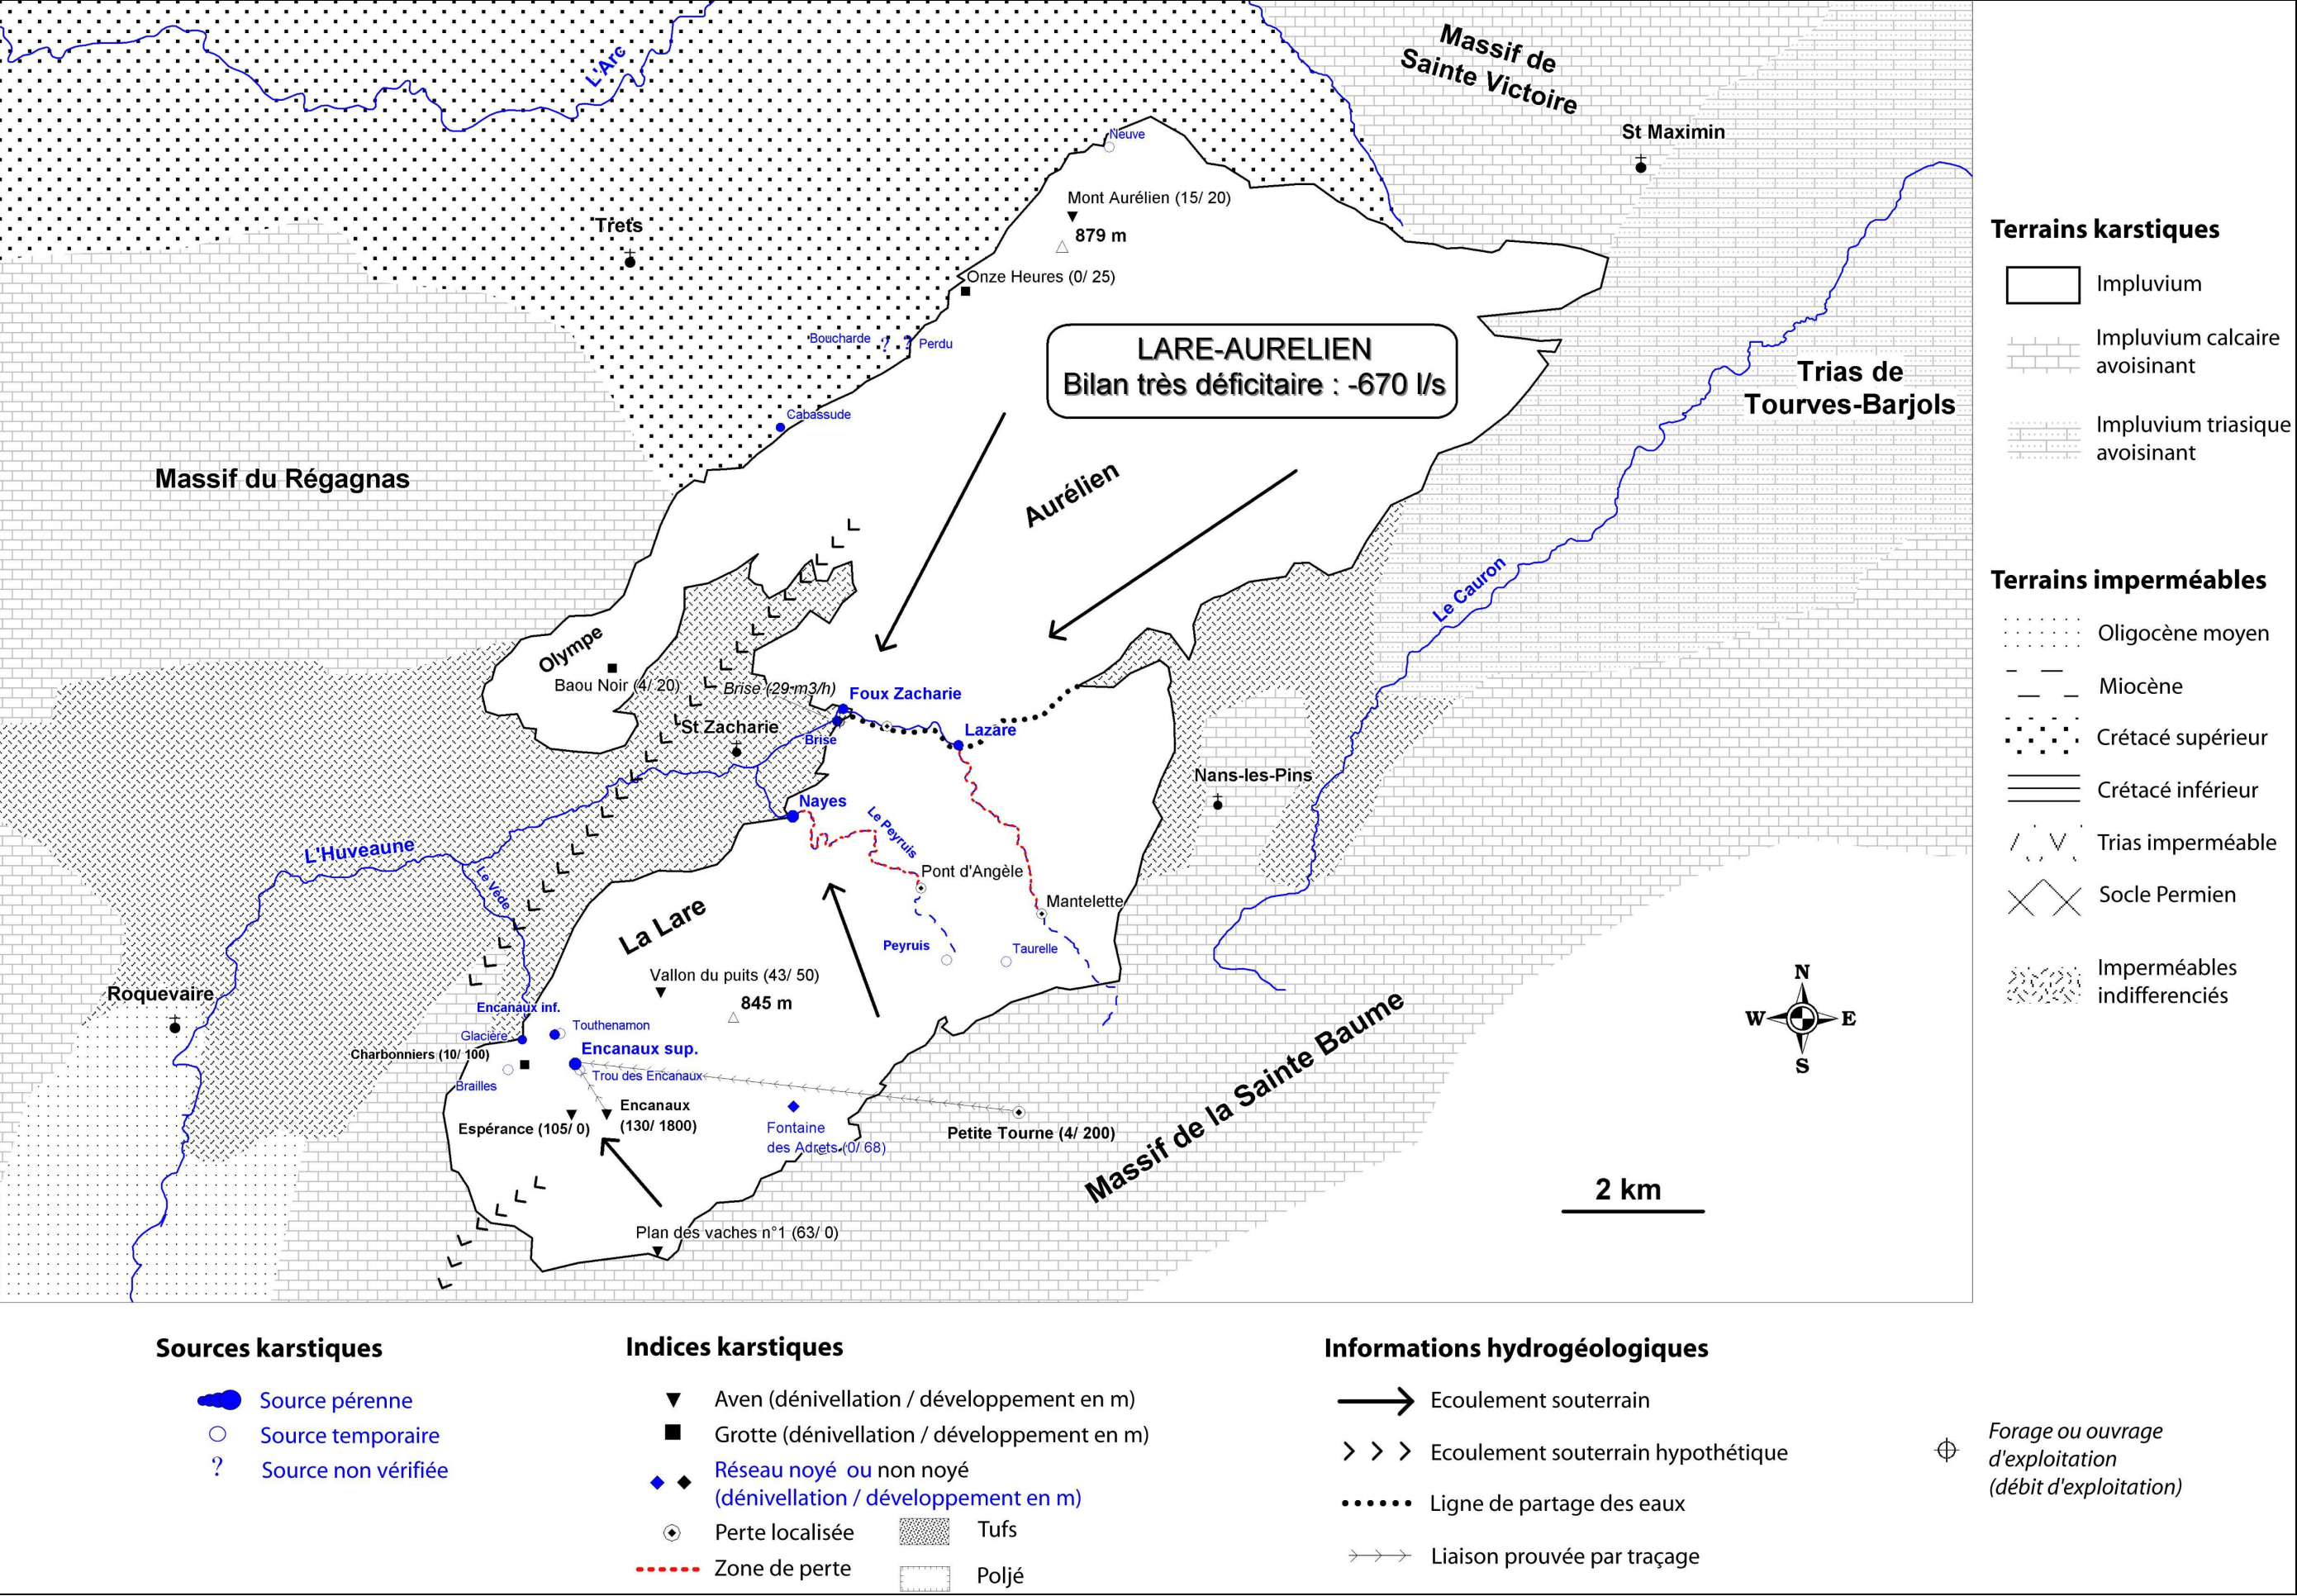 L'Arc
Massif de
Sainte Victoire
St Maximin
Neuve
Mont Aurélien (15/ 20)
879 m
Trets
Onze Heures (0/ 25)
Boucharde
?
?
Perdu
LARE-AURELIEN
Bilan très déficitaire : -670 l/s
Trias de
Tourves-Barjols
Cabassude
Massif du Régagnas
Aurélien
Le Cauron
Olympe
Baou Noir (4/ 20)
Brise (29 m3/h)
Foux Zacharie
St Zacharie
Brise
Lazare
Nans-les-Pins
Nayes
Le Peyruis
L'Huveaune
Le Vède
Pont d'Angèle
Mantelette
La Lare
Peyruis
Taurelle
Vallon du puits (43/ 50)
845 m
Roquevaire
Encanaux inf.
Touthenamon
Glacière
Charbonniers (10/ 100)
Encanaux sup.
Trou des Encanaux
Brailles
Encanaux
(130/ 1800)
Espérance (105/ 0)
Fontaine
des Adrets (0/ 68)
Petite Tourne (4/ 200)
Massif de la Sainte Baume
Plan des vaches n°1 (63/ 0)
N
W
E
S
2 km
Terrains karstiques
Impluvium
Impluvium calcaire
avoisinant
Impluvium triasique
avoisinant
Terrains imperméables
Oligocène moyen
Miocène
Crétacé supérieur
Crétacé inférieur
Trias imperméable
Socle Permien
Imperméables
indifferenciés
Sources karstiques
Source pérenne
Source temporaire
? Source non vérifiée
Indices karstiques
Aven (dénivellation / développement en m)
Grotte (dénivellation / développement en m)
Réseau noyé ou non noyé
(dénivellation / développement en m)
Perte localisée
Tufs
Zone de perte
Poljé
Informations hydrogéologiques
Ecoulement souterrain
Ecoulement souterrain hypothétique
Ligne de partage des eaux
Liaison prouvée par traçage
Forage ou ouvrage
d'exploitation
(débit d'exploitation)